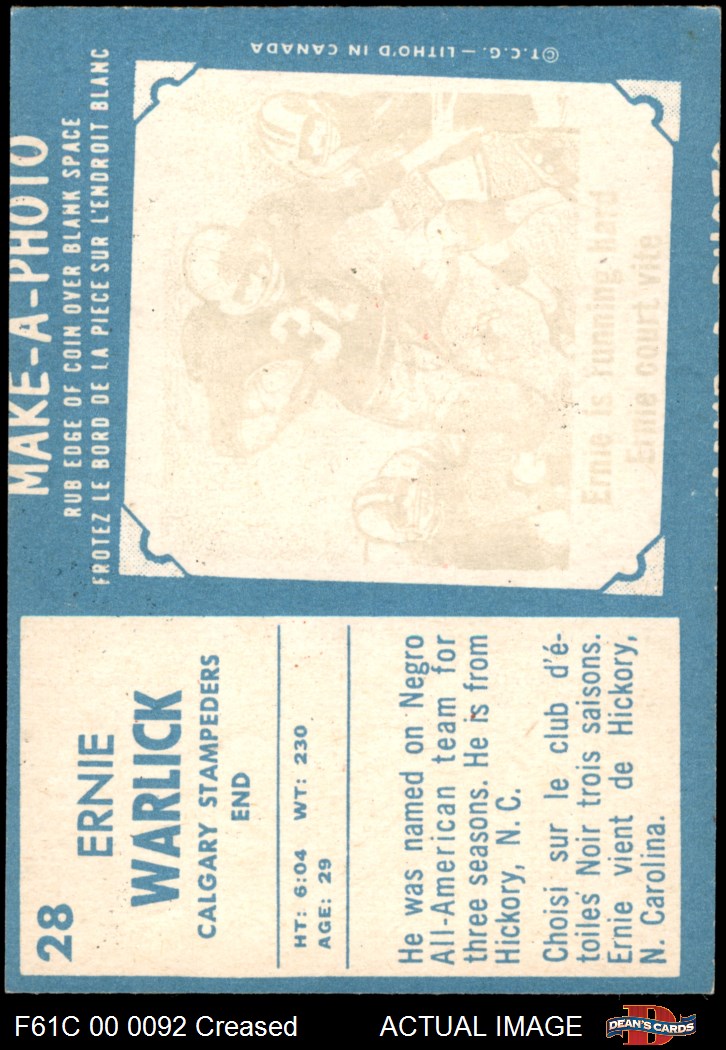 28
ERNIE
WARLICK
CALGARY STAMPEDERS
END
HT: 6:04 WT: 230
AGE: 29
He was named on Negro
All-American team for
three seasons. He is from
Hickory, N. C.
Choisi sur le club d'é-
toiles Noir trois saisons.
Ernie vient de Hickory,
N. Carolina.
MAKE-A-PHOTO
RUB EDGE OF COIN OVER BLANK SPACE
FROTEZ LE BORD DE LA PIECE SUR L'ENDROIT BLANC
Ernie is running hard
Ernie court vite
©T.C.G. — LITHO'D IN CANADA
F61C 00 0092 Creased ACTUAL IMAGE
DEAN'S CARDS